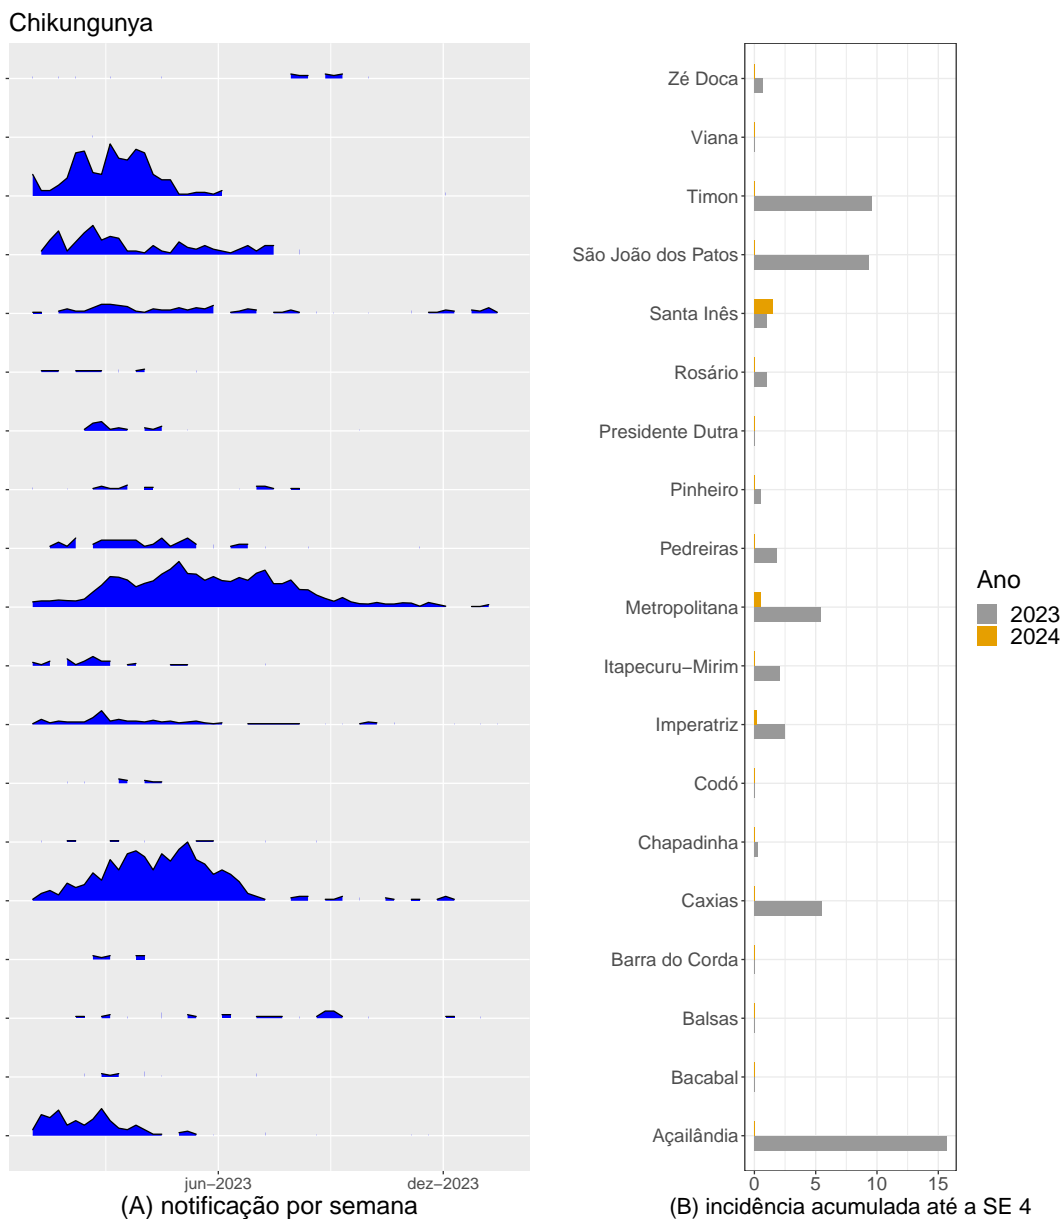 Chikungunya
Zé Doca
Viana
Timon
São João dos Patos
Santa Inês
Rosário
Presidente Dutra
Pinheiro
Pedreiras
Metropolitana
Itapecuru−Mirim
Imperatriz
Codó
Chapadinha
Caxias
Barra do Corda
Balsas
Bacabal
Açailândia
Ano
2023
2024
jun−2023 dez−2023
0 5 10 15
(A) notificação por semana
(B) incidência acumulada até a SE 4